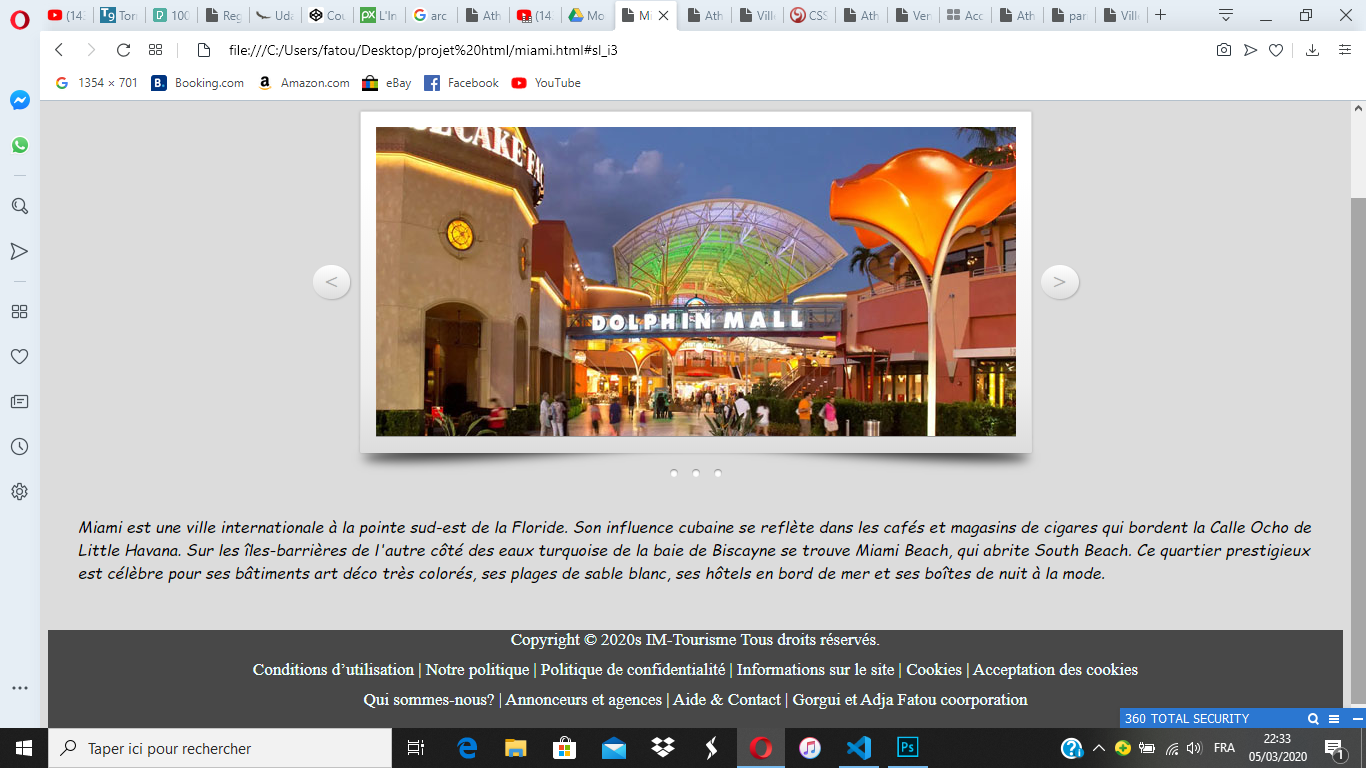 (14:
Tori
100
Reg
Uda
Cou
L'In
arc
Ath
(14:
Mo
Mi
Ath
Ville
CSS
Ath
Ver
Acc
Ath
par
Ville
file:///C:/Users/fatou/Desktop/projet%20html/miami.html#sl_i3
1354 × 701 Booking.com Amazon.com eBay Facebook YouTube
CAKE FAC
DOLPHIN MALL
< >
Miami est une ville internationale à la pointe sud-est de la Floride. Son influence cubaine se reflète dans les cafés et magasins de cigares qui bordent la Calle Ocho de
Little Havana. Sur les îles-barrières de l'autre côté des eaux turquoise de la baie de Biscayne se trouve Miami Beach, qui abrite South Beach. Ce quartier prestigieux
est célèbre pour ses bâtiments art déco très colorés, ses plages de sable blanc, ses hôtels en bord de mer et ses boîtes de nuit à la mode.
Copyright © 2020s IM-Tourisme Tous droits réservés.
Conditions d’utilisation | Notre politique | Politique de confidentialité | Informations sur le site | Cookies | Acceptation des cookies
Qui sommes-nous? | Annonceurs et agences | Aide & Contact | Gorgui et Adja Fatou coorporation
360 TOTAL SECURITY
Taper ici pour rechercher
FRA
22:33
05/03/2020
1